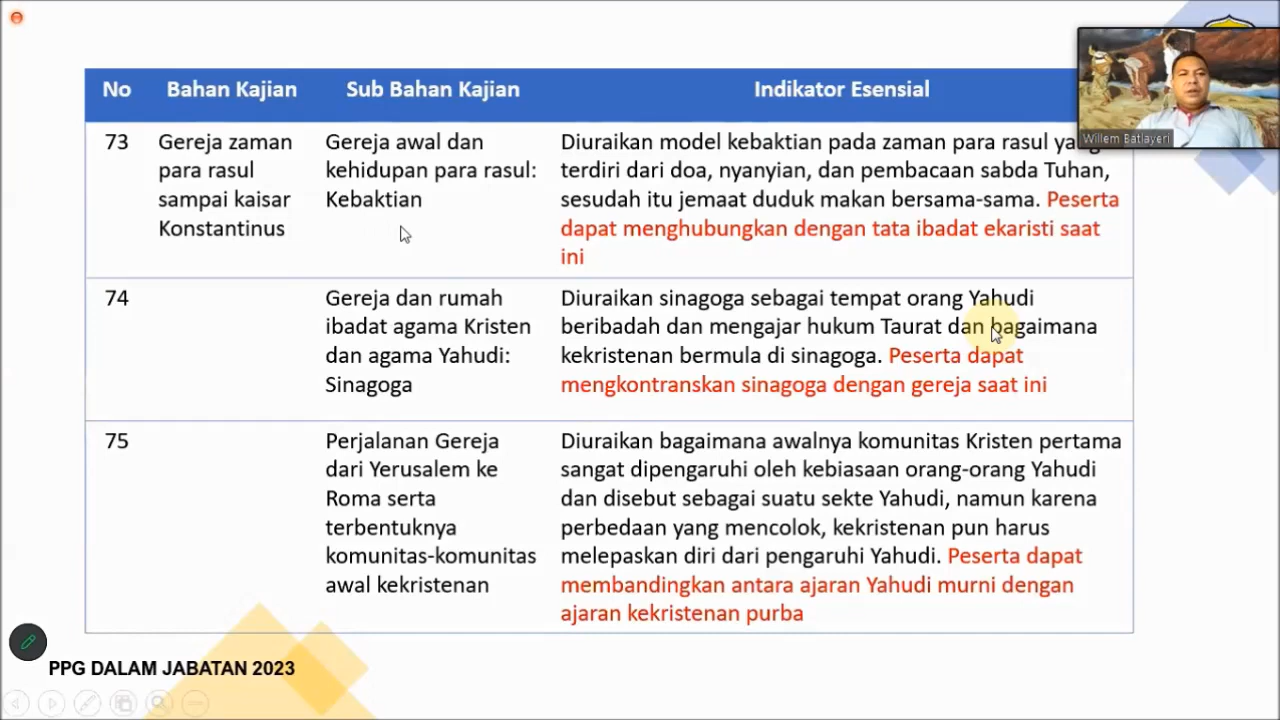 No Bahan Kajian Sub Bahan Kajian Indikator Esensial
Willem Batlayeri
73
Gereja zaman
para rasul
sampai kaisar
Konstantinus
Gereja awal dan
kehidupan para rasul:
Kebaktian
Diuraikan model kebaktian pada zaman para rasul yang
terdiri dari doa, nyanyian, dan pembacaan sabda Tuhan,
sesudah itu jemaat duduk makan bersama-sama. Peserta
dapat menghubungkan dengan tata ibadat ekaristi saat
ini
74
Gereja dan rumah
ibadat agama Kristen
dan agama Yahudi:
Sinagoga
Diuraikan sinagoga sebagai tempat orang Yahudi
beribadah dan mengajar hukum Taurat dan bagaimana
kekristenan bermula di sinagoga. Peserta dapat
mengkontranskan sinagoga dengan gereja saat ini
75
Perjalanan Gereja
dari Yerusalem ke
Roma serta
terbentuknya
komunitas-komunitas
awal kekristenan
Diuraikan bagaimana awalnya komunitas Kristen pertama
sangat dipengaruhi oleh kebiasaan orang-orang Yahudi
dan disebut sebagai suatu sekte Yahudi, namun karena
perbedaan yang mencolok, kekristenan pun harus
melepaskan diri dari pengaruhi Yahudi. Peserta dapat
membandingkan antara ajaran Yahudi murni dengan
ajaran kekristenan purba
PPG DALAM JABATAN 2023